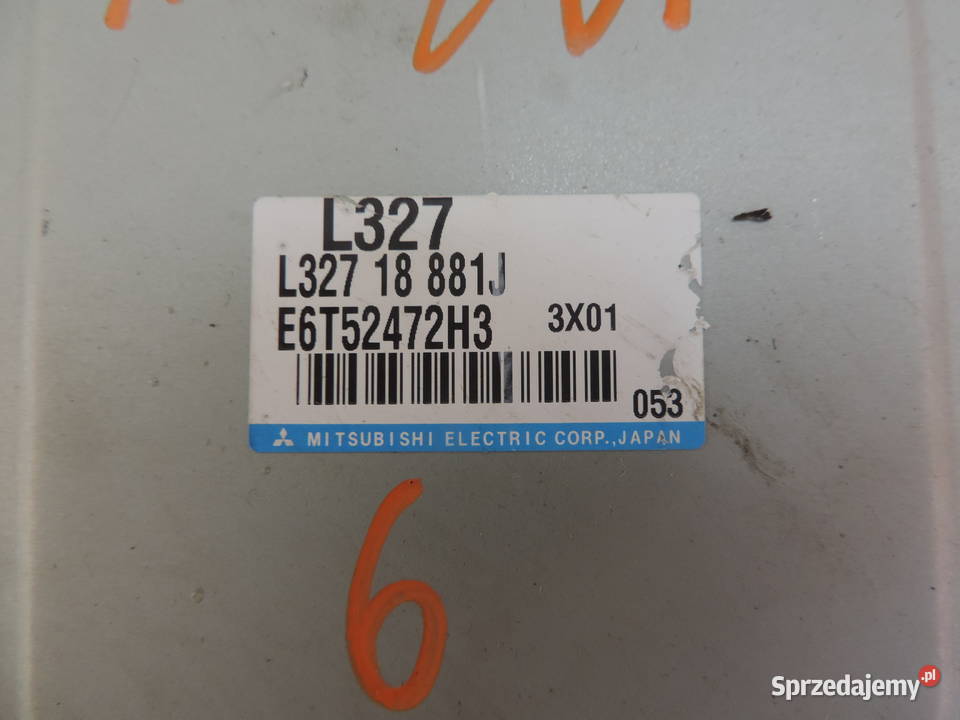 L327
L327 18 881J
E6T52472H3 3X01
053
MITSUBISHI ELECTRIC CORP.,JAPAN
6
Sprzedajemy.pl